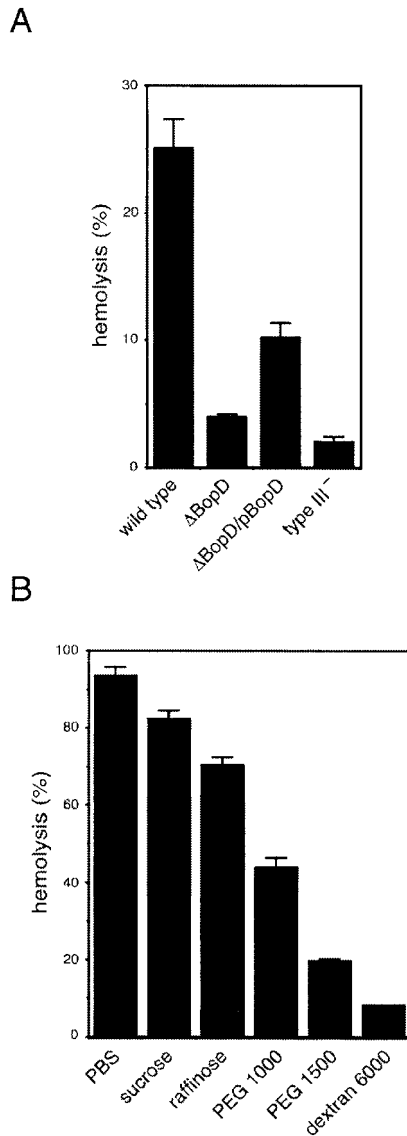 A
30
20
10
0
hemolysis (%)
wild type
ΔBopD
ΔBopD/pBopD
type III⁻
B
100
80
60
40
20
0
hemolysis (%)
PBS
sucrose
raffinose
PEG 1000
PEG 1500
dextran 6000